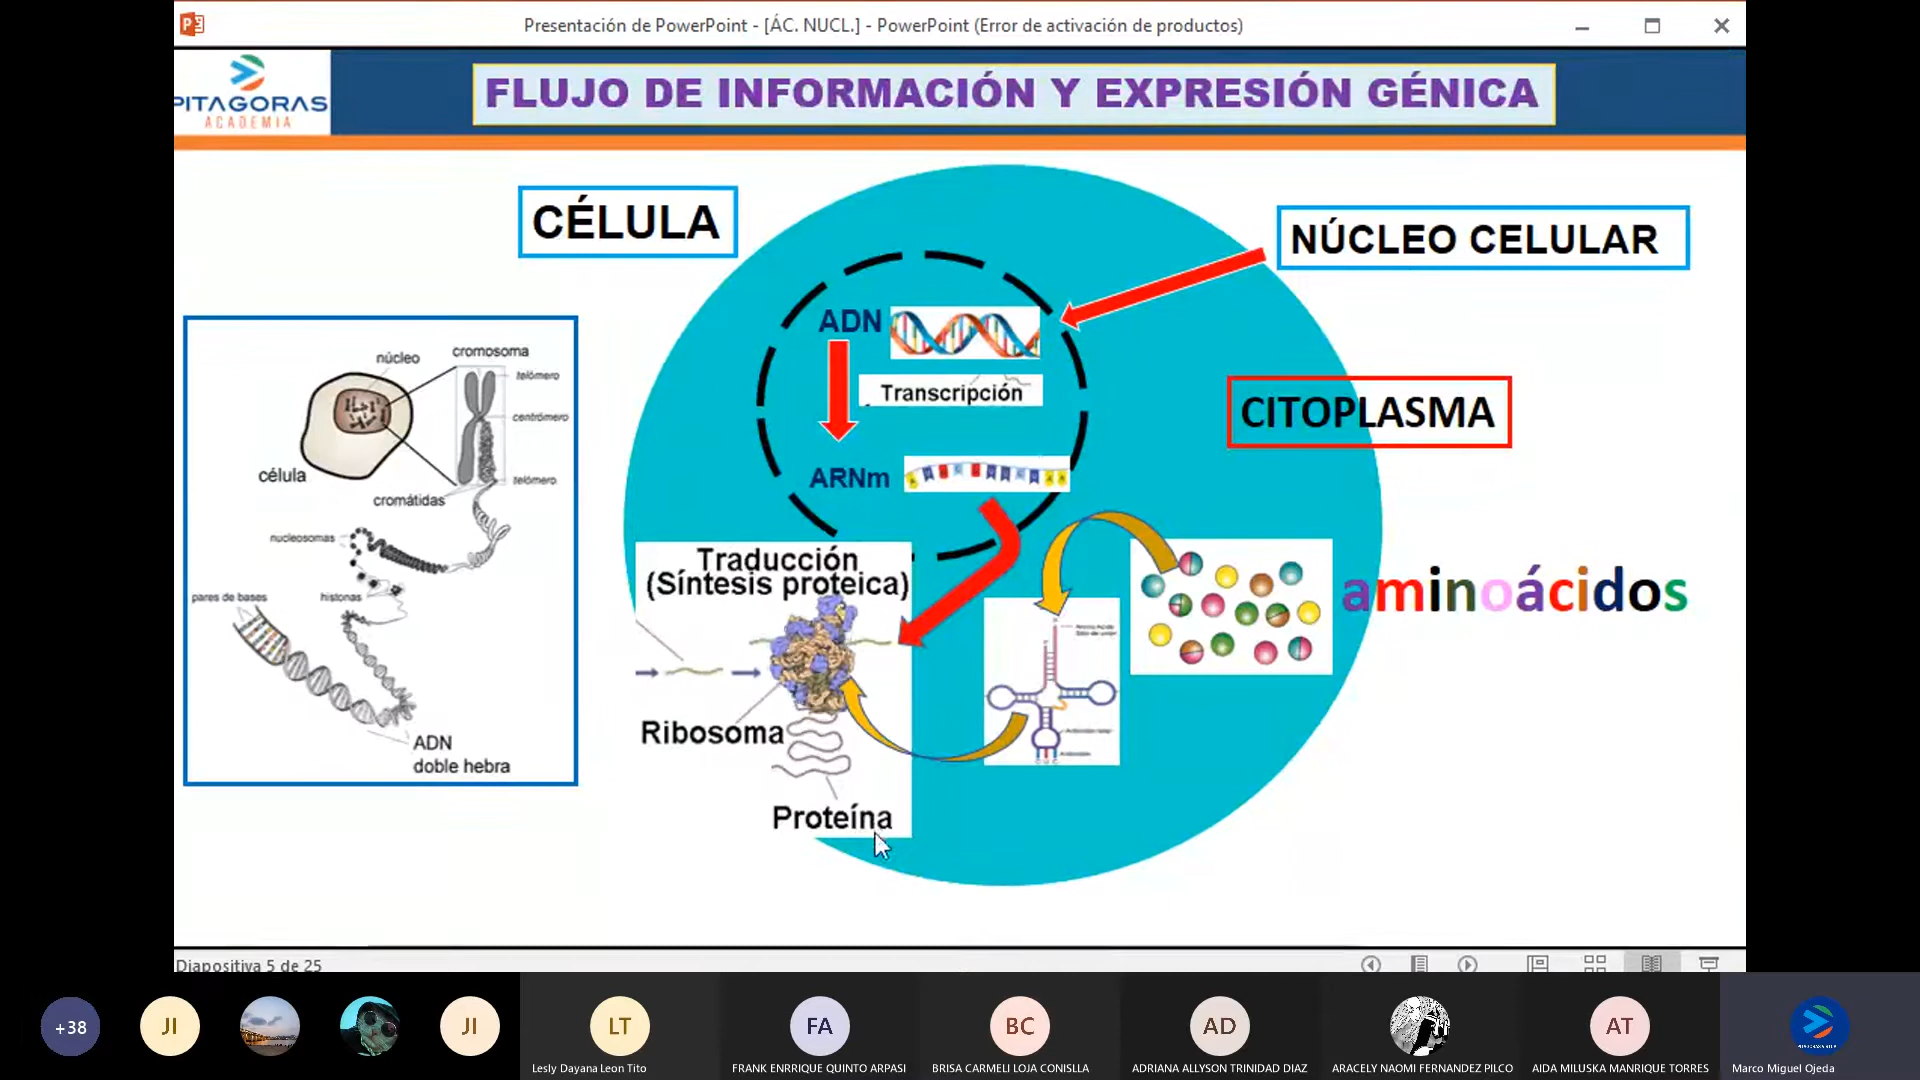 Presentación de PowerPoint - [ÁC. NUCL.] - PowerPoint (Error de activación de productos)
PITAGORAS
ACADEMIA
FLUJO DE INFORMACIÓN Y EXPRESIÓN GÉNICA
CÉLULA
NÚCLEO CELULAR
ADN
Transcripción
CITOPLASMA
ARNm
núcleo
cromosoma
telómero
centrómero
célula
telómero
cromátidas
nucleosomas
pares de bases
histonas
ADN
doble hebra
Traducción
(Síntesis proteica)
aminoácidos
Ribosoma
Proteína
Diapositiva 5 de 25
+38
JI
JI
LT
FA
BC
AD
AT
Lesly Dayana Leon Tito
FRANK ENRRIQUE QUINTO ARPASI
BRISA CARMELI LOJA CONISLLA
ADRIANA ALLYSON TRINIDAD DIAZ
ARACELY NAOMI FERNANDEZ PILCO
AIDA MILUSKA MANRIQUE TORRES
Marco Miguel Ojeda